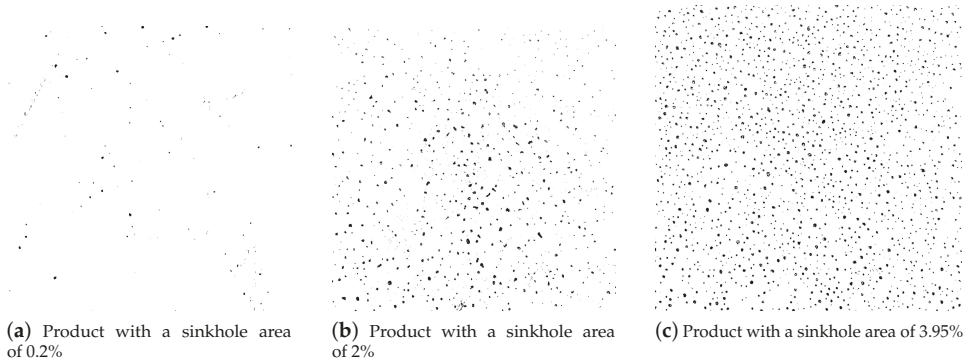 (a) Product with a sinkhole area
of 0.2%
(b) Product with a sinkhole area
of 2%
(c) Product with a sinkhole area of 3.95%